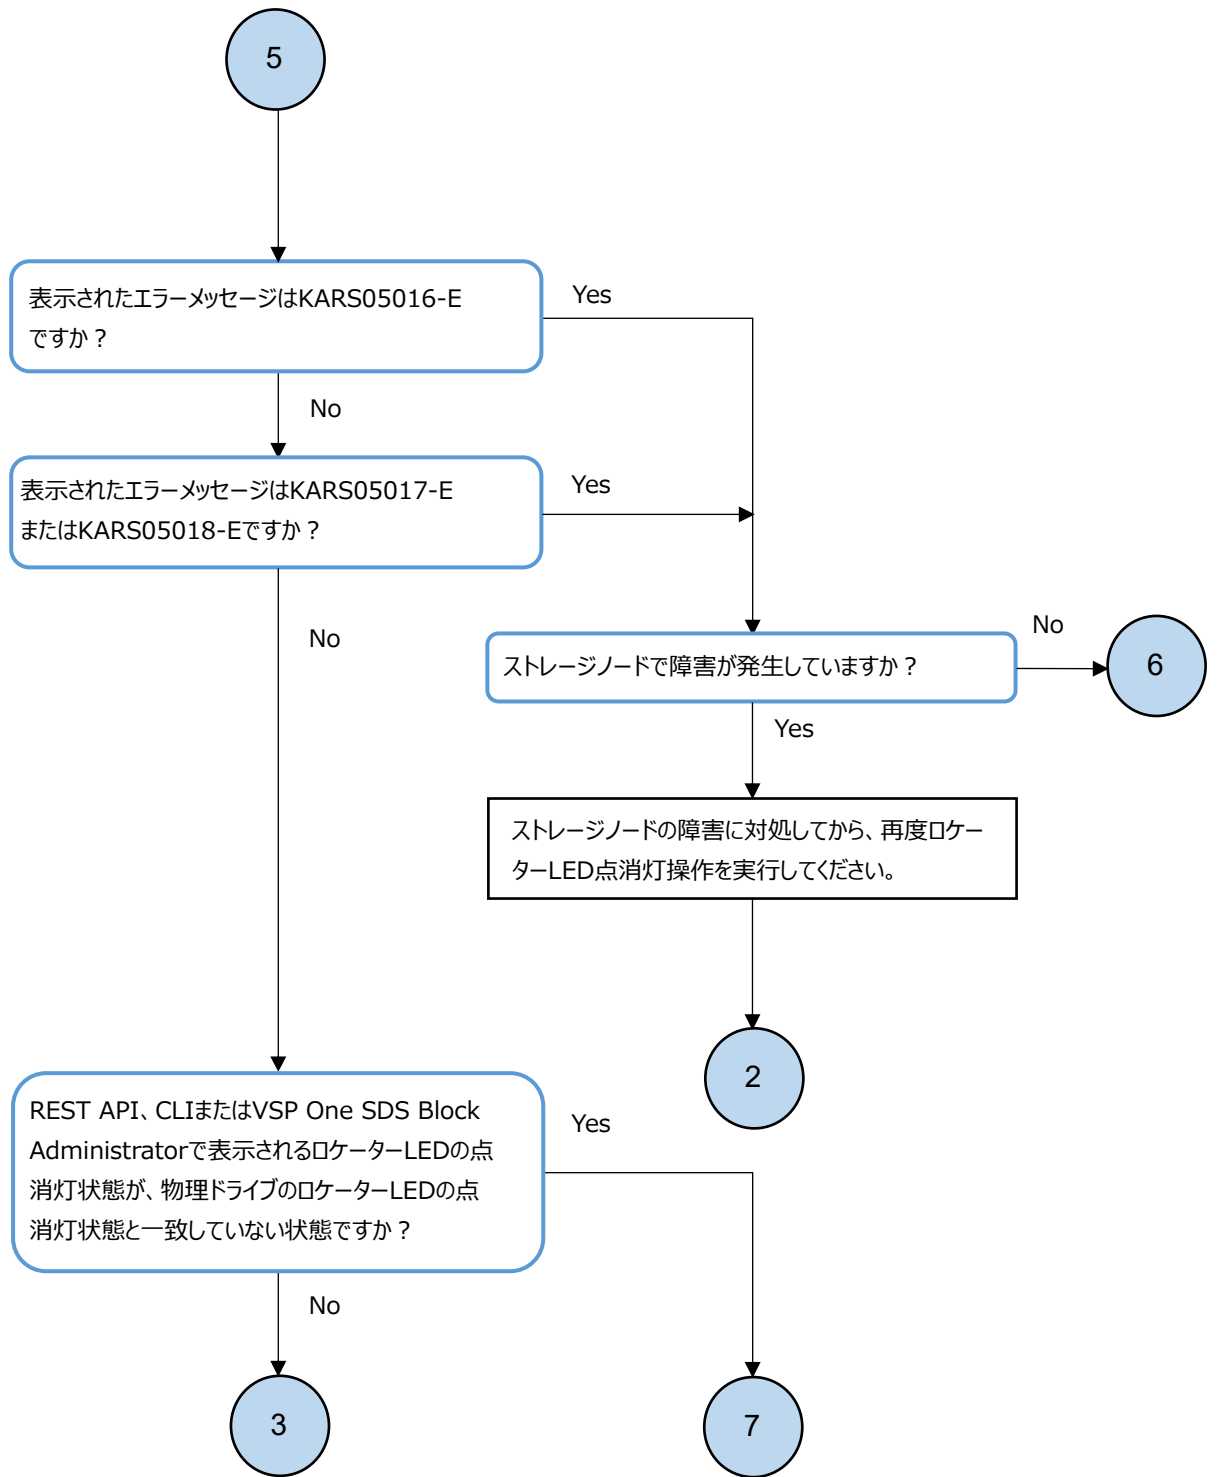 5
表示されたエラーメッセージはKARS05016-E
ですか？
Yes
No
表示されたエラーメッセージはKARS05017-E
またはKARS05018-Eですか？
Yes
No
ストレージノードで障害が発生していますか？
No
6
Yes
ストレージノードの障害に対処してから、再度ロケー
ターLED点消灯操作を実行してください。
2
REST API、CLIまたはVSP One SDS Block
Administratorで表示されるロケーターLEDの点
消灯状態が、物理ドライブのロケーターLEDの点
消灯状態と一致していない状態ですか？
Yes
No
3
7